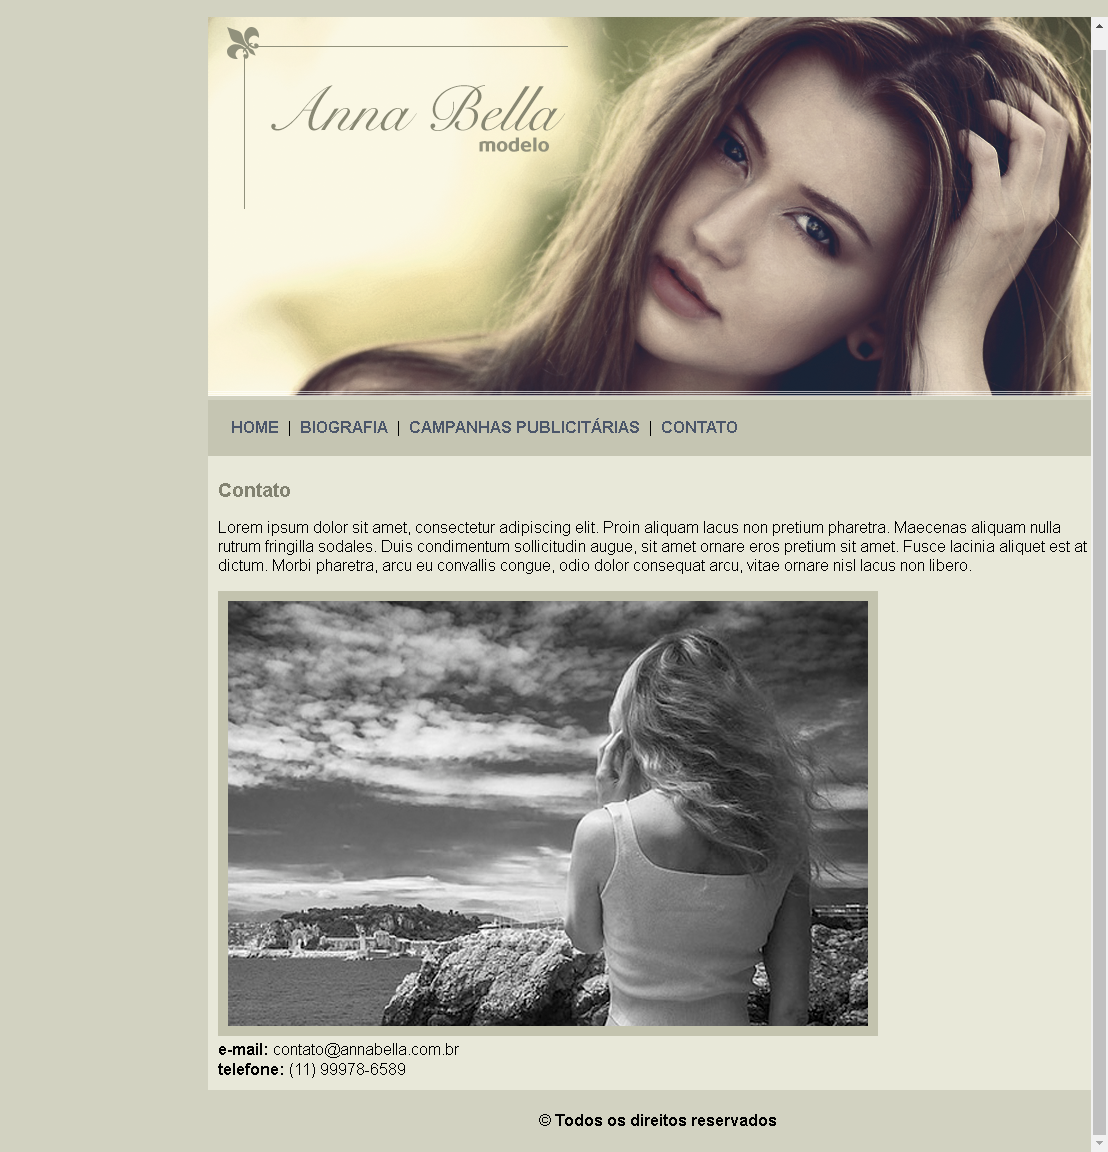 Anna Bella
modelo
HOME | BIOGRAFIA | CAMPANHAS PUBLICITÁRIAS | CONTATO
Contato
Lorem ipsum dolor sit amet, consectetur adipiscing elit. Proin aliquam lacus non pretium pharetra. Maecenas aliquam nulla
rutrum fringilla sodales. Duis condimentum sollicitudin augue, sit amet ornare eros pretium sit amet. Fusce lacinia aliquet est at
dictum. Morbi pharetra, arcu eu convallis congue, odio dolor consequat arcu, vitae ornare nisl lacus non libero.
e-mail: contato@annabella.com.br
telefone: (11) 99978-6589
© Todos os direitos reservados